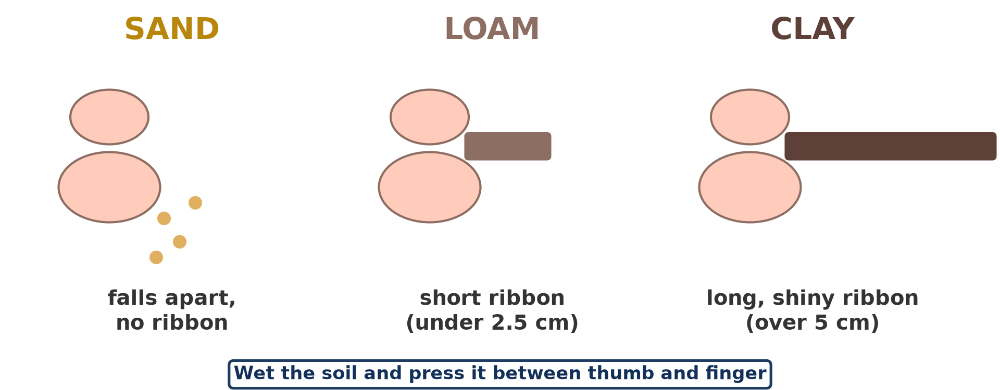 SAND
LOAM
CLAY
falls apart,
no ribbon
short ribbon
(under 2.5 cm)
long, shiny ribbon
(over 5 cm)
Wet the soil and press it between thumb and finger